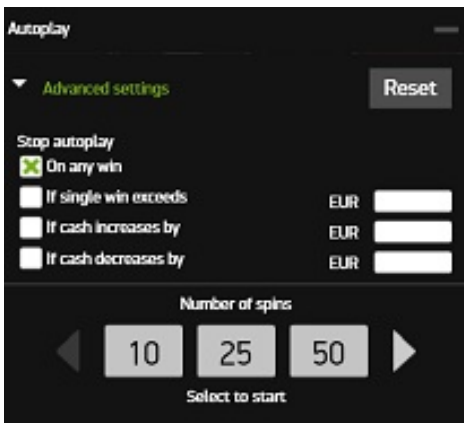 Autoplay
Advanced settings Reset
Stop autoplay
On any win
If single win exceeds EUR
If cash increases by EUR
If cash decreases by EUR
Number of spins
10 25 50
Select to start